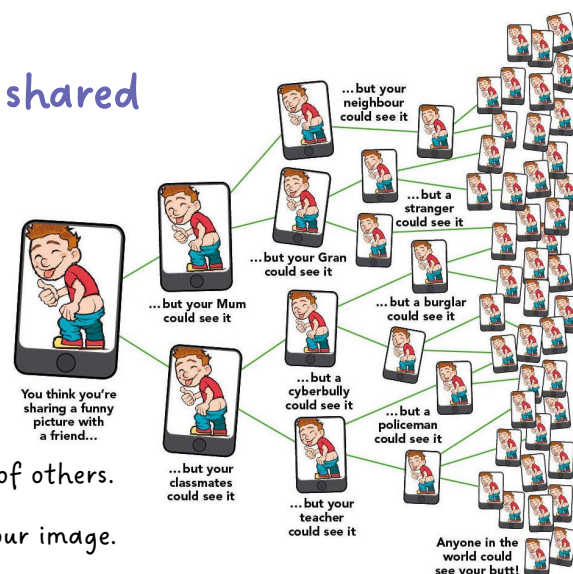 shared
...but your
neighbour
could see it
...but a
stranger
could see it
...but your Gran
could see it
...but your Mum
could see it
...but a burglar
could see it
You think you're
sharing a funny
picture with
a friend...
...but a
cyberbully
could see it
...but a
policeman
could see it
...but your
classmates
could see it
of others.
...but your
teacher
could see it
our image.
Anyone in the
world could
see your butt!